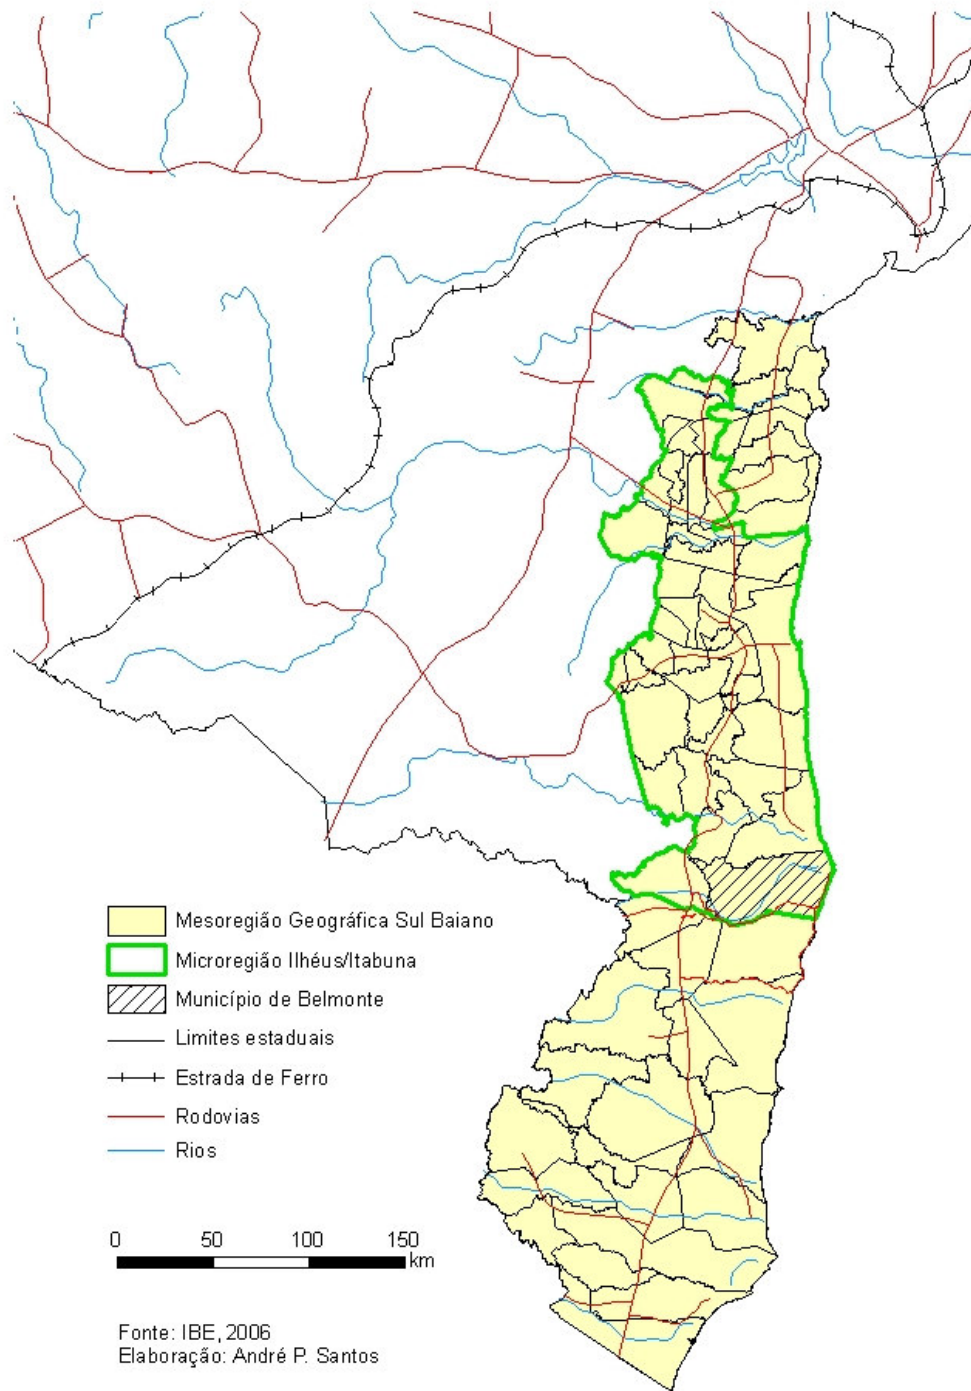 Mesoregião Geográfica Sul Baiano
Microregião Ilhéus/Itabuna
Município de Belmonte
Limites estaduais
Estrada de Ferro
Rodovias
Rios
0 50 100 150
km
Fonte: IBE, 2006
Elaboração: André P. Santos